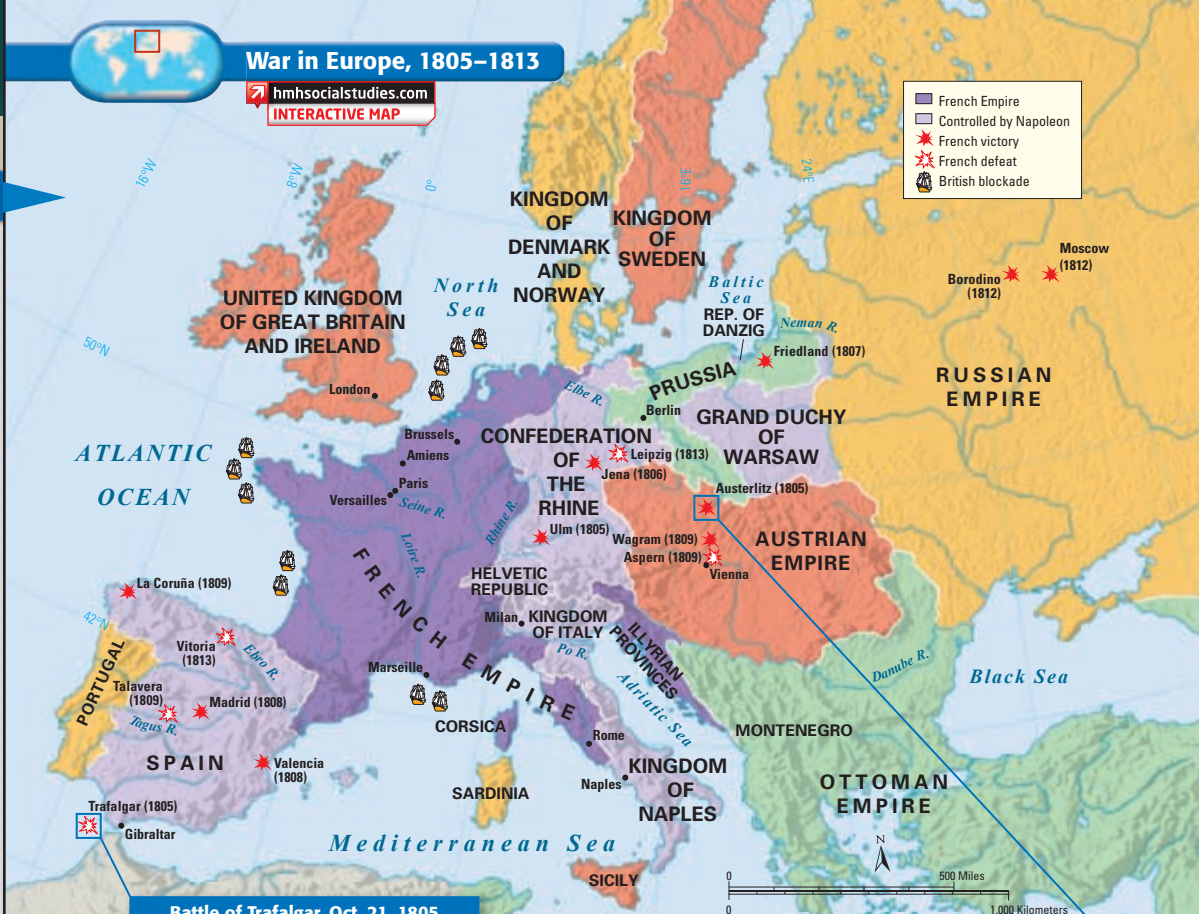 War in Europe, 1805–1813
hmhsocialstudies.com
INTERACTIVE MAP
French Empire
Controlled by Napoleon
French victory
French defeat
British blockade
16°W
8°W
0°
16°E
24°E
50°N
42°N
KINGDOM
OF
DENMARK
AND
NORWAY
KINGDOM
OF
SWEDEN
Moscow
(1812)
Borodino
(1812)
North
Sea
Baltic
Sea
REP. OF
DANZIG
Neman R.
UNITED KINGDOM
OF GREAT BRITAIN
AND IRELAND
London
Friedland (1807)
PRUSSIA
RUSSIAN
EMPIRE
Elbe R.
Berlin
GRAND DUCHY
OF
WARSAW
ATLANTIC
OCEAN
Brussels
Amiens
Paris
Versailles
Seine R.
Loire R.
Rhine R.
CONFEDERATION
OF
THE
RHINE
Leipzig (1813)
Jena (1806)
Austerlitz (1805)
Ulm (1805)
Wagram (1809)
Aspern (1809)
Vienna
AUSTRIAN
EMPIRE
FRENCH EMPIRE
HELVETIC
REPUBLIC
Milan
KINGDOM
OF ITALY
Po R.
ILLYRIAN
PROVINCES
Adriatic Sea
La Coruña (1809)
Vitoria
(1813)
Ebro R.
PORTUGAL
Talavera
(1809)
Madrid (1808)
Tagus R.
SPAIN
Valencia
(1808)
Trafalgar (1805)
Gibraltar
Marseille
CORSICA
Rome
SARDINIA
Naples
KINGDOM
OF
NAPLES
SICILY
Mediterranean Sea
Danube R.
Black Sea
MONTENEGRO
OTTOMAN
EMPIRE
N
0
500 Miles
0
1,000 Kilometers
Battle of Trafalgar, Oct. 21, 1805